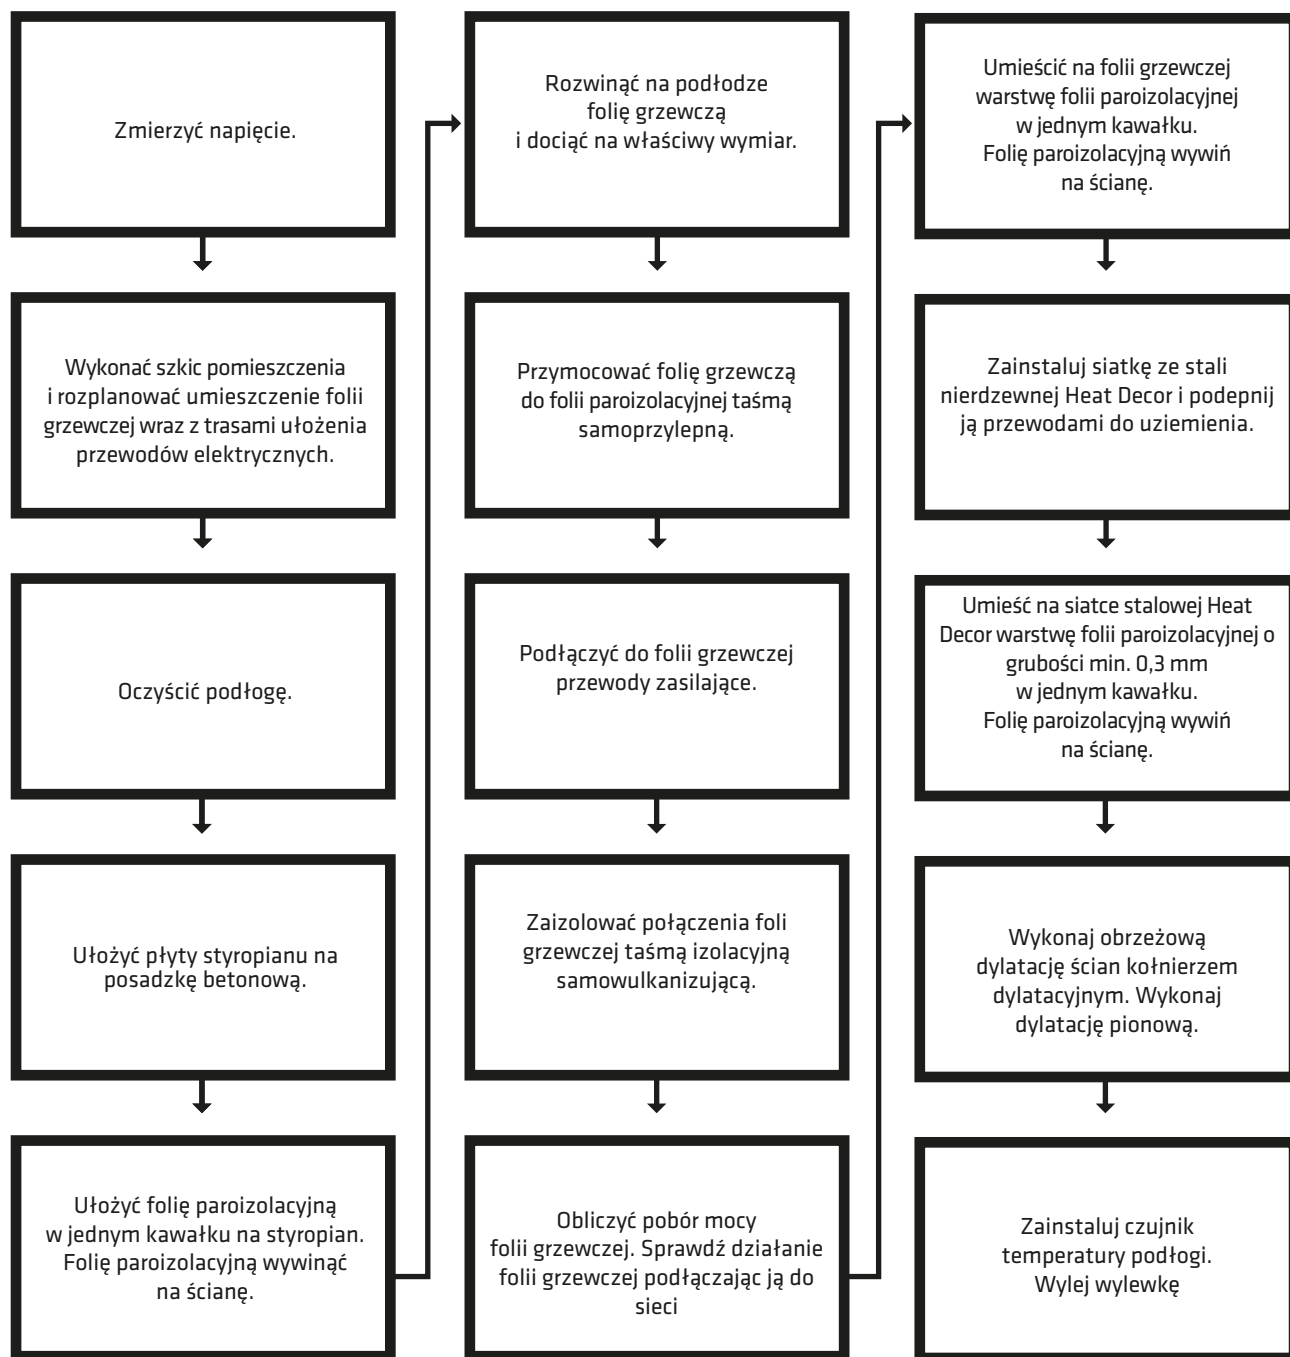 Zmierzyć napięcie.
Wykonać szkic pomieszczenia
i rozplanować umieszczenie folii
grzewczej wraz z trasami ułożenia
przewodów elektrycznych.
Oczyścić podłogę.
Ułożyć płyty styropianu na
posadzkę betonową.
Ułożyć folię paroizolacyjną
w jednym kawałku na styropian.
Folię paroizolacyjną wywinąć
na ścianę.
Rozwinąć na podłodze
folię grzewczą
i dociąć na właściwy wymiar.
Przymocować folię grzewczą
do folii paroizolacyjnej taśmą
samoprzylepną.
Podłączyć do folii grzewczej
przewody zasilające.
Zaizolować połączenia foli
grzewczej taśmą izolacyjną
samowulkanizującą.
Obliczyć pobór mocy
folii grzewczej. Sprawdź działanie
folii grzewczej podłączając ją do
sieci
Umieścić na folii grzewczej
warstwę folii paroizolacyjnej
w jednym kawałku.
Folię paroizolacyjną wywiń
na ścianę.
Zainstaluj siatkę ze stali
nierdzewnej Heat Decor i podepnij
ją przewodami do uziemienia.
Umieść na siatce stalowej Heat
Decor warstwę folii paroizolacyjnej o
grubości min. 0,3 mm
w jednym kawałku.
Folię paroizolacyjną wywiń
na ścianę.
Wykonaj obrzeżową
dylatację ścian kołnierzem
dylatacyjnym. Wykonaj
dylatację pionową.
Zainstaluj czujnik
temperatury podłogi.
Wylej wylewkę